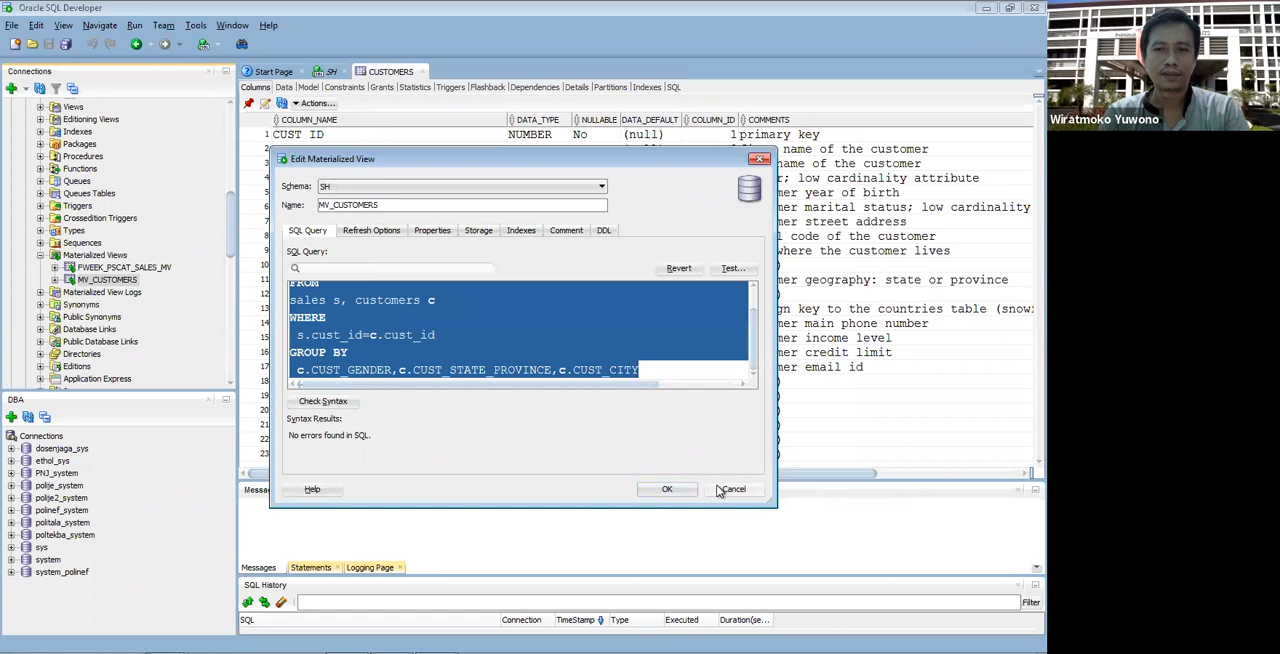 Oracle SQL Developer
File Edit View Navigate Run Team Tools Window Help
Connections
Views
Editioning Views
Indexes
Packages
Procedures
Functions
Queues
Queues Tables
Triggers
Crossedition Triggers
Types
Sequences
Materialized Views
FWEEK_PSCAT_SALES_MV
MV_CUSTOMERS
Materialized View Logs
Synonyms
Public Synonyms
Database Links
Public Database Links
Directories
Editions
Application Express
DBA
Connections
dosenjaga_sys
ethol_sys
PNJ_system
polije_system
polije2_system
polinef_system
politala_system
poltekba_system
sys
system
system_polinef
Start Page SH CUSTOMERS
Columns Data Model Constraints Grants Statistics Triggers Flashback Dependencies Details Partitions Indexes SQL
Actions...
COLUMN_NAME DATA_TYPE NULLABLE DATA_DEFAULT COLUMN_ID COMMENTS
1 CUST ID NUMBER No (null) 1 primary key
name of the customer
name of the customer
r; low cardinality attribute
omer year of birth
omer marital status; low cardinality
omer street address
l code of the customer
where the customer lives
omer geography: state or province
gn key to the countries table (snow
omer main phone number
omer income level
omer credit limit
omer email id
Edit Materialized View
Schema: SH
Name: MV_CUSTOMERS
SQL Query Refresh Options Properties Storage Indexes Comment DDL
SQL Query:
Revert Test...
FROM
sales s, customers c
WHERE
s.cust_id=c.cust_id
GROUP BY
c.CUST_GENDER,c.CUST_STATE_PROVINCE,c.CUST_CITY
Check Syntax
Syntax Results:
No errors found in SQL.
Help OK Cancel
Messages Statements Logging Page
SQL History
Filter
SQL Connection TimeStamp Type Executed Duration(se...
Wiratmoko Yuwono